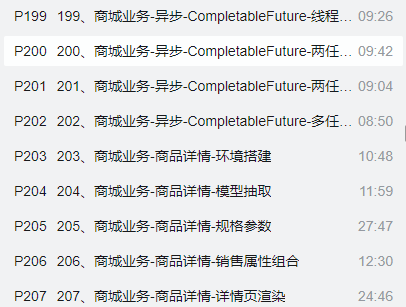 P199 199、商城业务-异步-CompletableFuture-线程... 09:26
P200 200、商城业务-异步-CompletableFuture-两任... 09:42
P201 201、商城业务-异步-CompletableFuture-两任... 09:04
P202 202、商城业务-异步-CompletableFuture-多任... 08:50
P203 203、商城业务-商品详情-环境搭建 10:48
P204 204、商城业务-商品详情-模型抽取 11:59
P205 205、商城业务-商品详情-规格参数 27:47
P206 206、商城业务-商品详情-销售属性组合 12:30
P207 207、商城业务-商品详情-详情页渲染 24:46